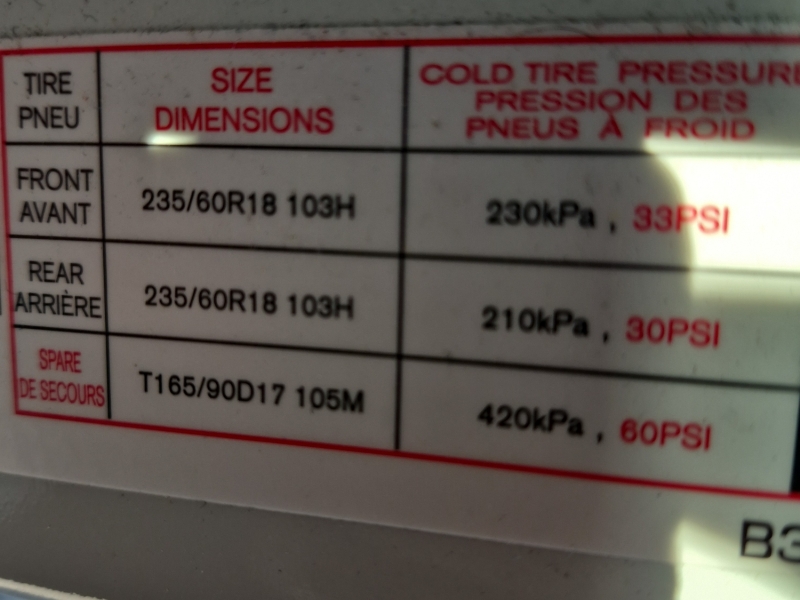 TIRE
PNEU
SIZE
DIMENSIONS
COLD TIRE PRESSURE
PRESSION DES
PNEUS À FROID
FRONT
AVANT
235/60R18 103H
230kPa , 33PSI
REAR
ARRIÈRE
235/60R18 103H
210kPa , 30PSI
SPARE
DE SECOURS
T165/90D17 105M
420kPa , 60PSI
B3